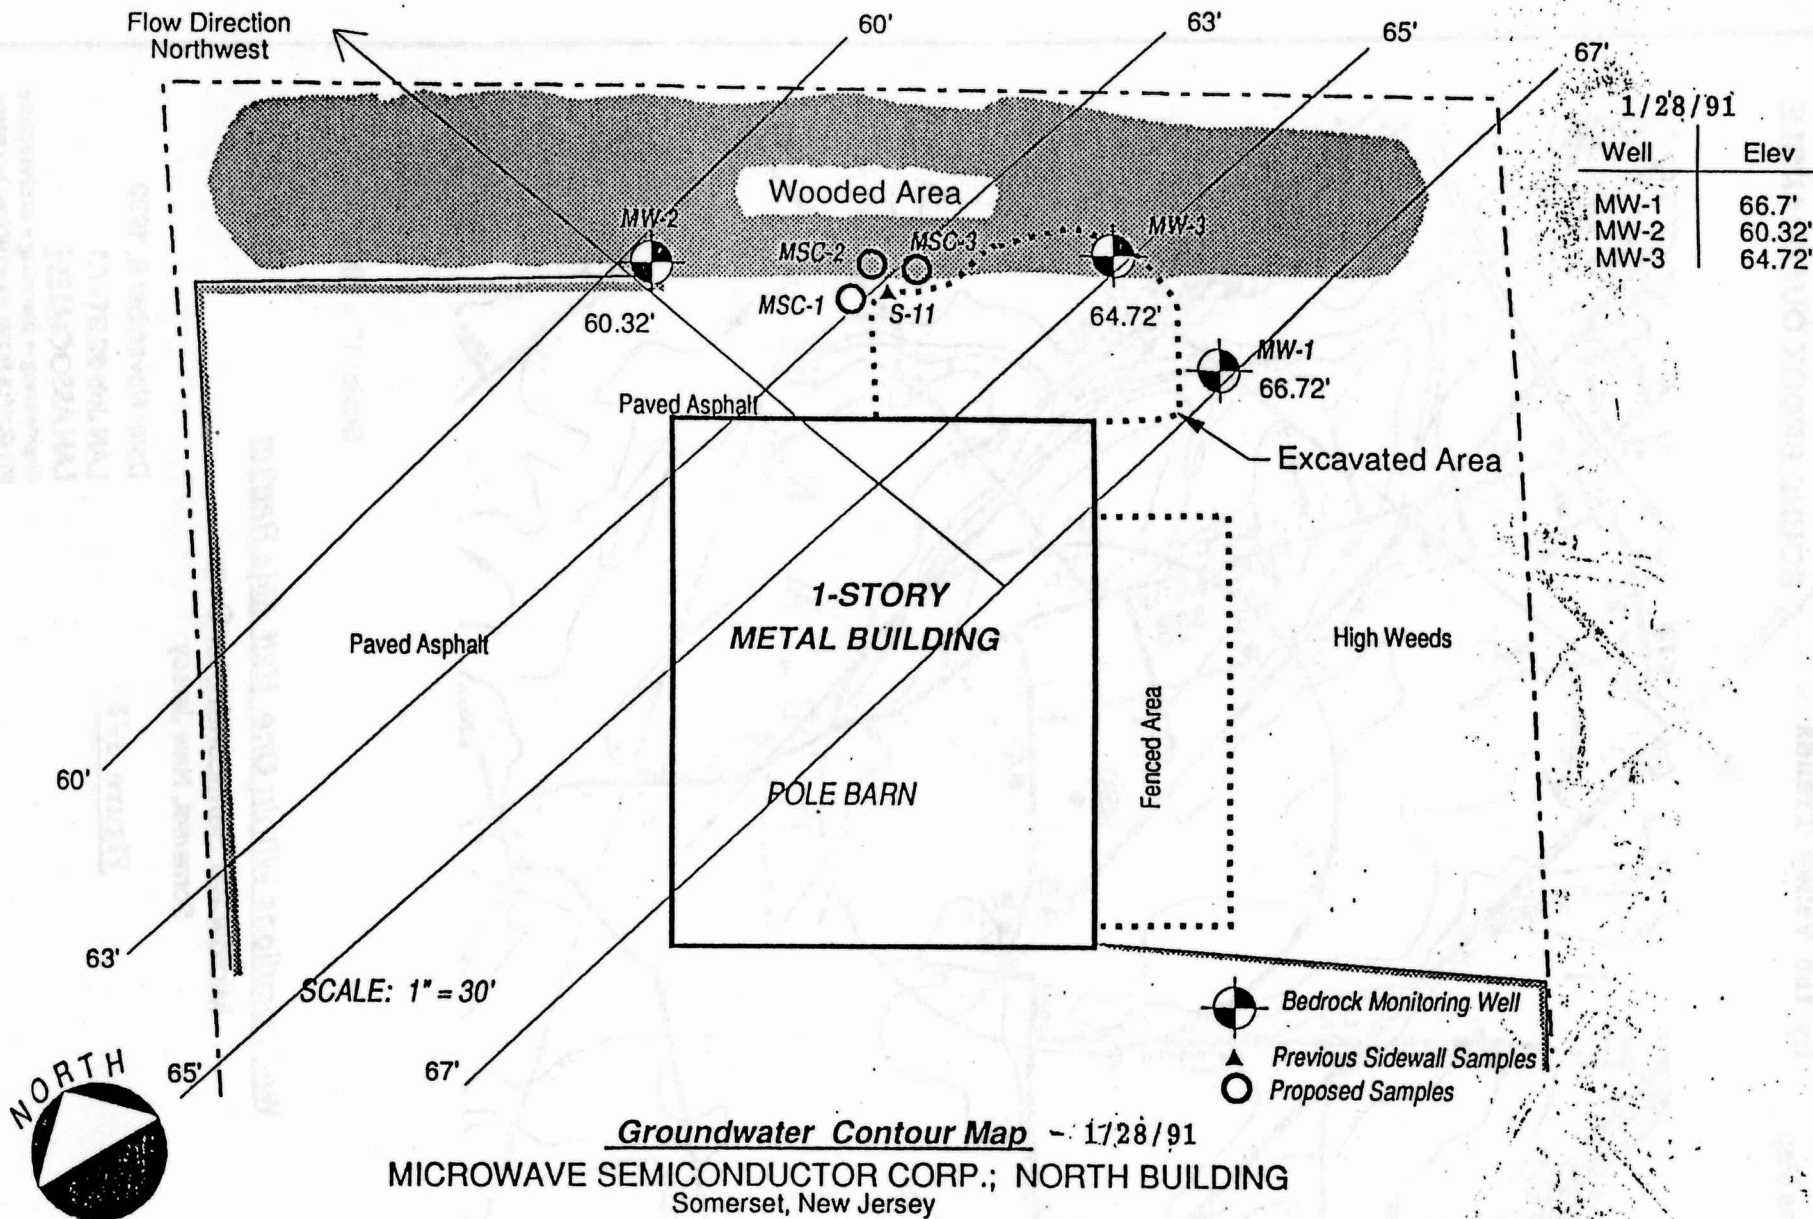 Flow Direction
Northwest
60'
63'
65'
67'
1/28/91
Well Elev
MW-1 66.7'
MW-2 60.32'
MW-3 64.72'
Wooded Area
MW-2
MSC-2
MSC-3
MW-3
MSC-1
S-11
60.32'
64.72'
MW-1
66.72'
Paved Asphalt
Excavated Area
1-STORY
METAL BUILDING
Paved Asphalt
High Weeds
Fenced Area
POLE BARN
60'
63'
65'
67'
SCALE: 1" = 30'
Bedrock Monitoring Well
Previous Sidewall Samples
Proposed Samples
NORTH
Groundwater Contour Map - 1/28/91
MICROWAVE SEMICONDUCTOR CORP.; NORTH BUILDING
Somerset, New Jersey